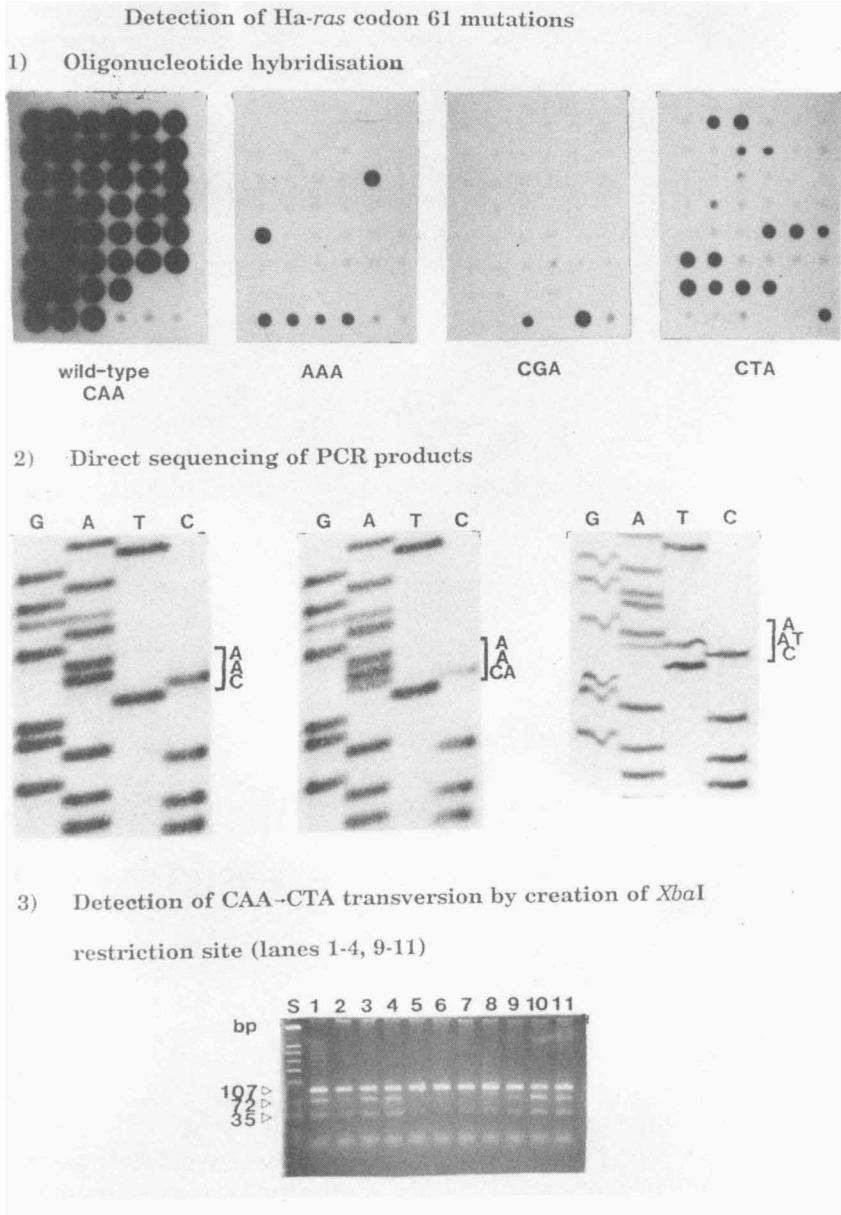 Detection of Ha-ras codon 61 mutations
1) Oligonucleotide hybridisation
wild-type
CAA
AAA
CGA
CTA
2) Direct sequencing of PCR products
G A T C
G A T C
G A T C
A
A
C
A
A
CA
A
A T
C
3) Detection of CAA→CTA transversion by creation of XbaI
restriction site (lanes 1-4, 9-11)
S 1 2 3 4 5 6 7 8 9 10 11
bp
107
72
35